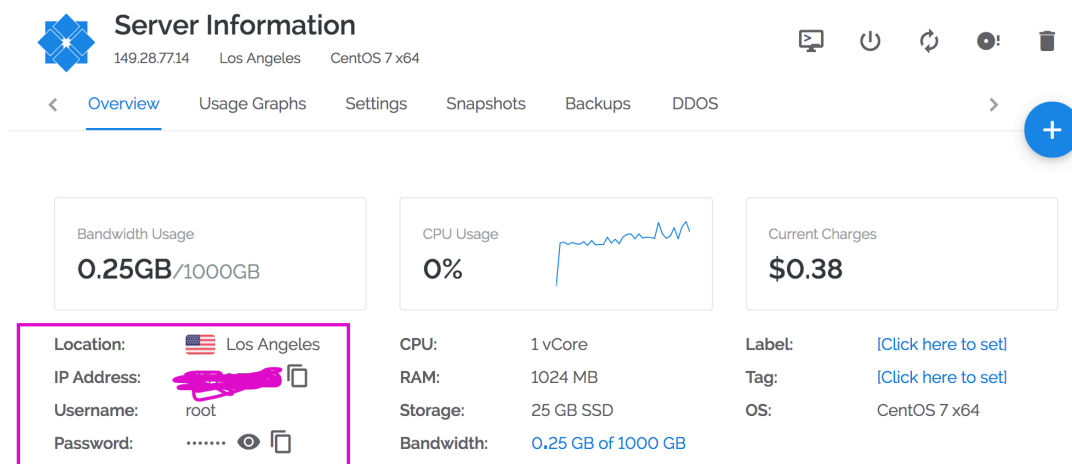 Server Information
149.28.77.14 Los Angeles CentOS 7 x64
Overview Usage Graphs Settings Snapshots Backups DDOS
Bandwidth Usage
0.25GB/1000GB
CPU Usage
0%
Current Charges
$0.38
Location: Los Angeles
IP Address:
Username: root
Password: ·······
CPU: 1 vCore
RAM: 1024 MB
Storage: 25 GB SSD
Bandwidth: 0.25 GB of 1000 GB
Label: [Click here to set]
Tag: [Click here to set]
OS: CentOS 7 x64